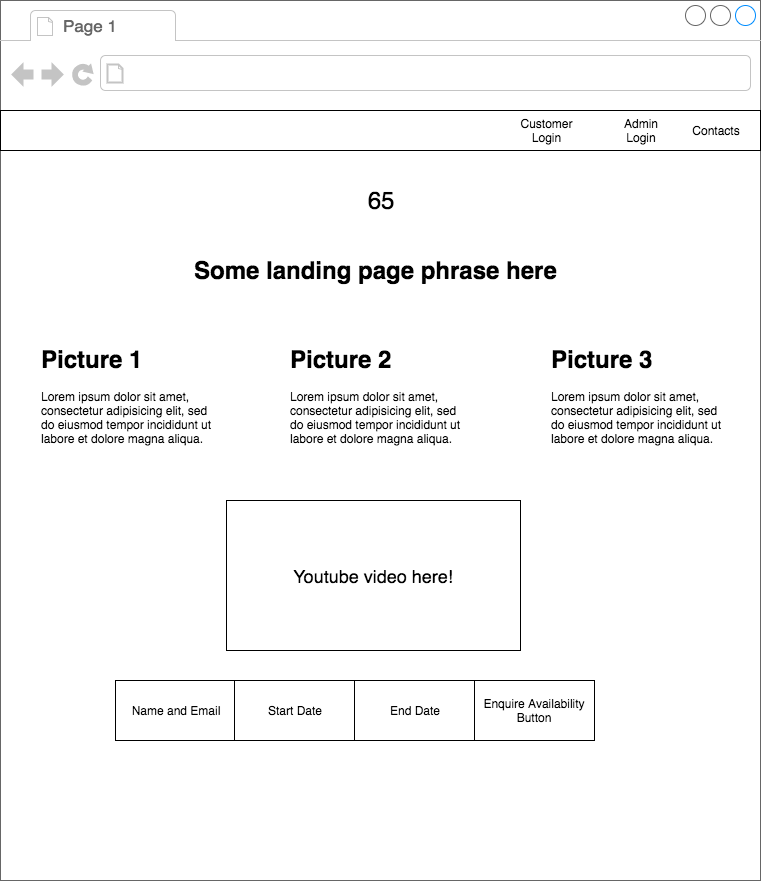 Page 1
Customer
Login
Admin
Login
Contacts
65
Some landing page phrase here
Picture 1
Lorem ipsum dolor sit amet,
consectetur adipisicing elit, sed
do eiusmod tempor incididunt ut
labore et dolore magna aliqua.
Picture 2
Lorem ipsum dolor sit amet,
consectetur adipisicing elit, sed
do eiusmod tempor incididunt ut
labore et dolore magna aliqua.
Picture 3
Lorem ipsum dolor sit amet,
consectetur adipisicing elit, sed
do eiusmod tempor incididunt ut
labore et dolore magna aliqua.
Youtube video here!
Name and Email
Start Date
End Date
Enquire Availability
Button